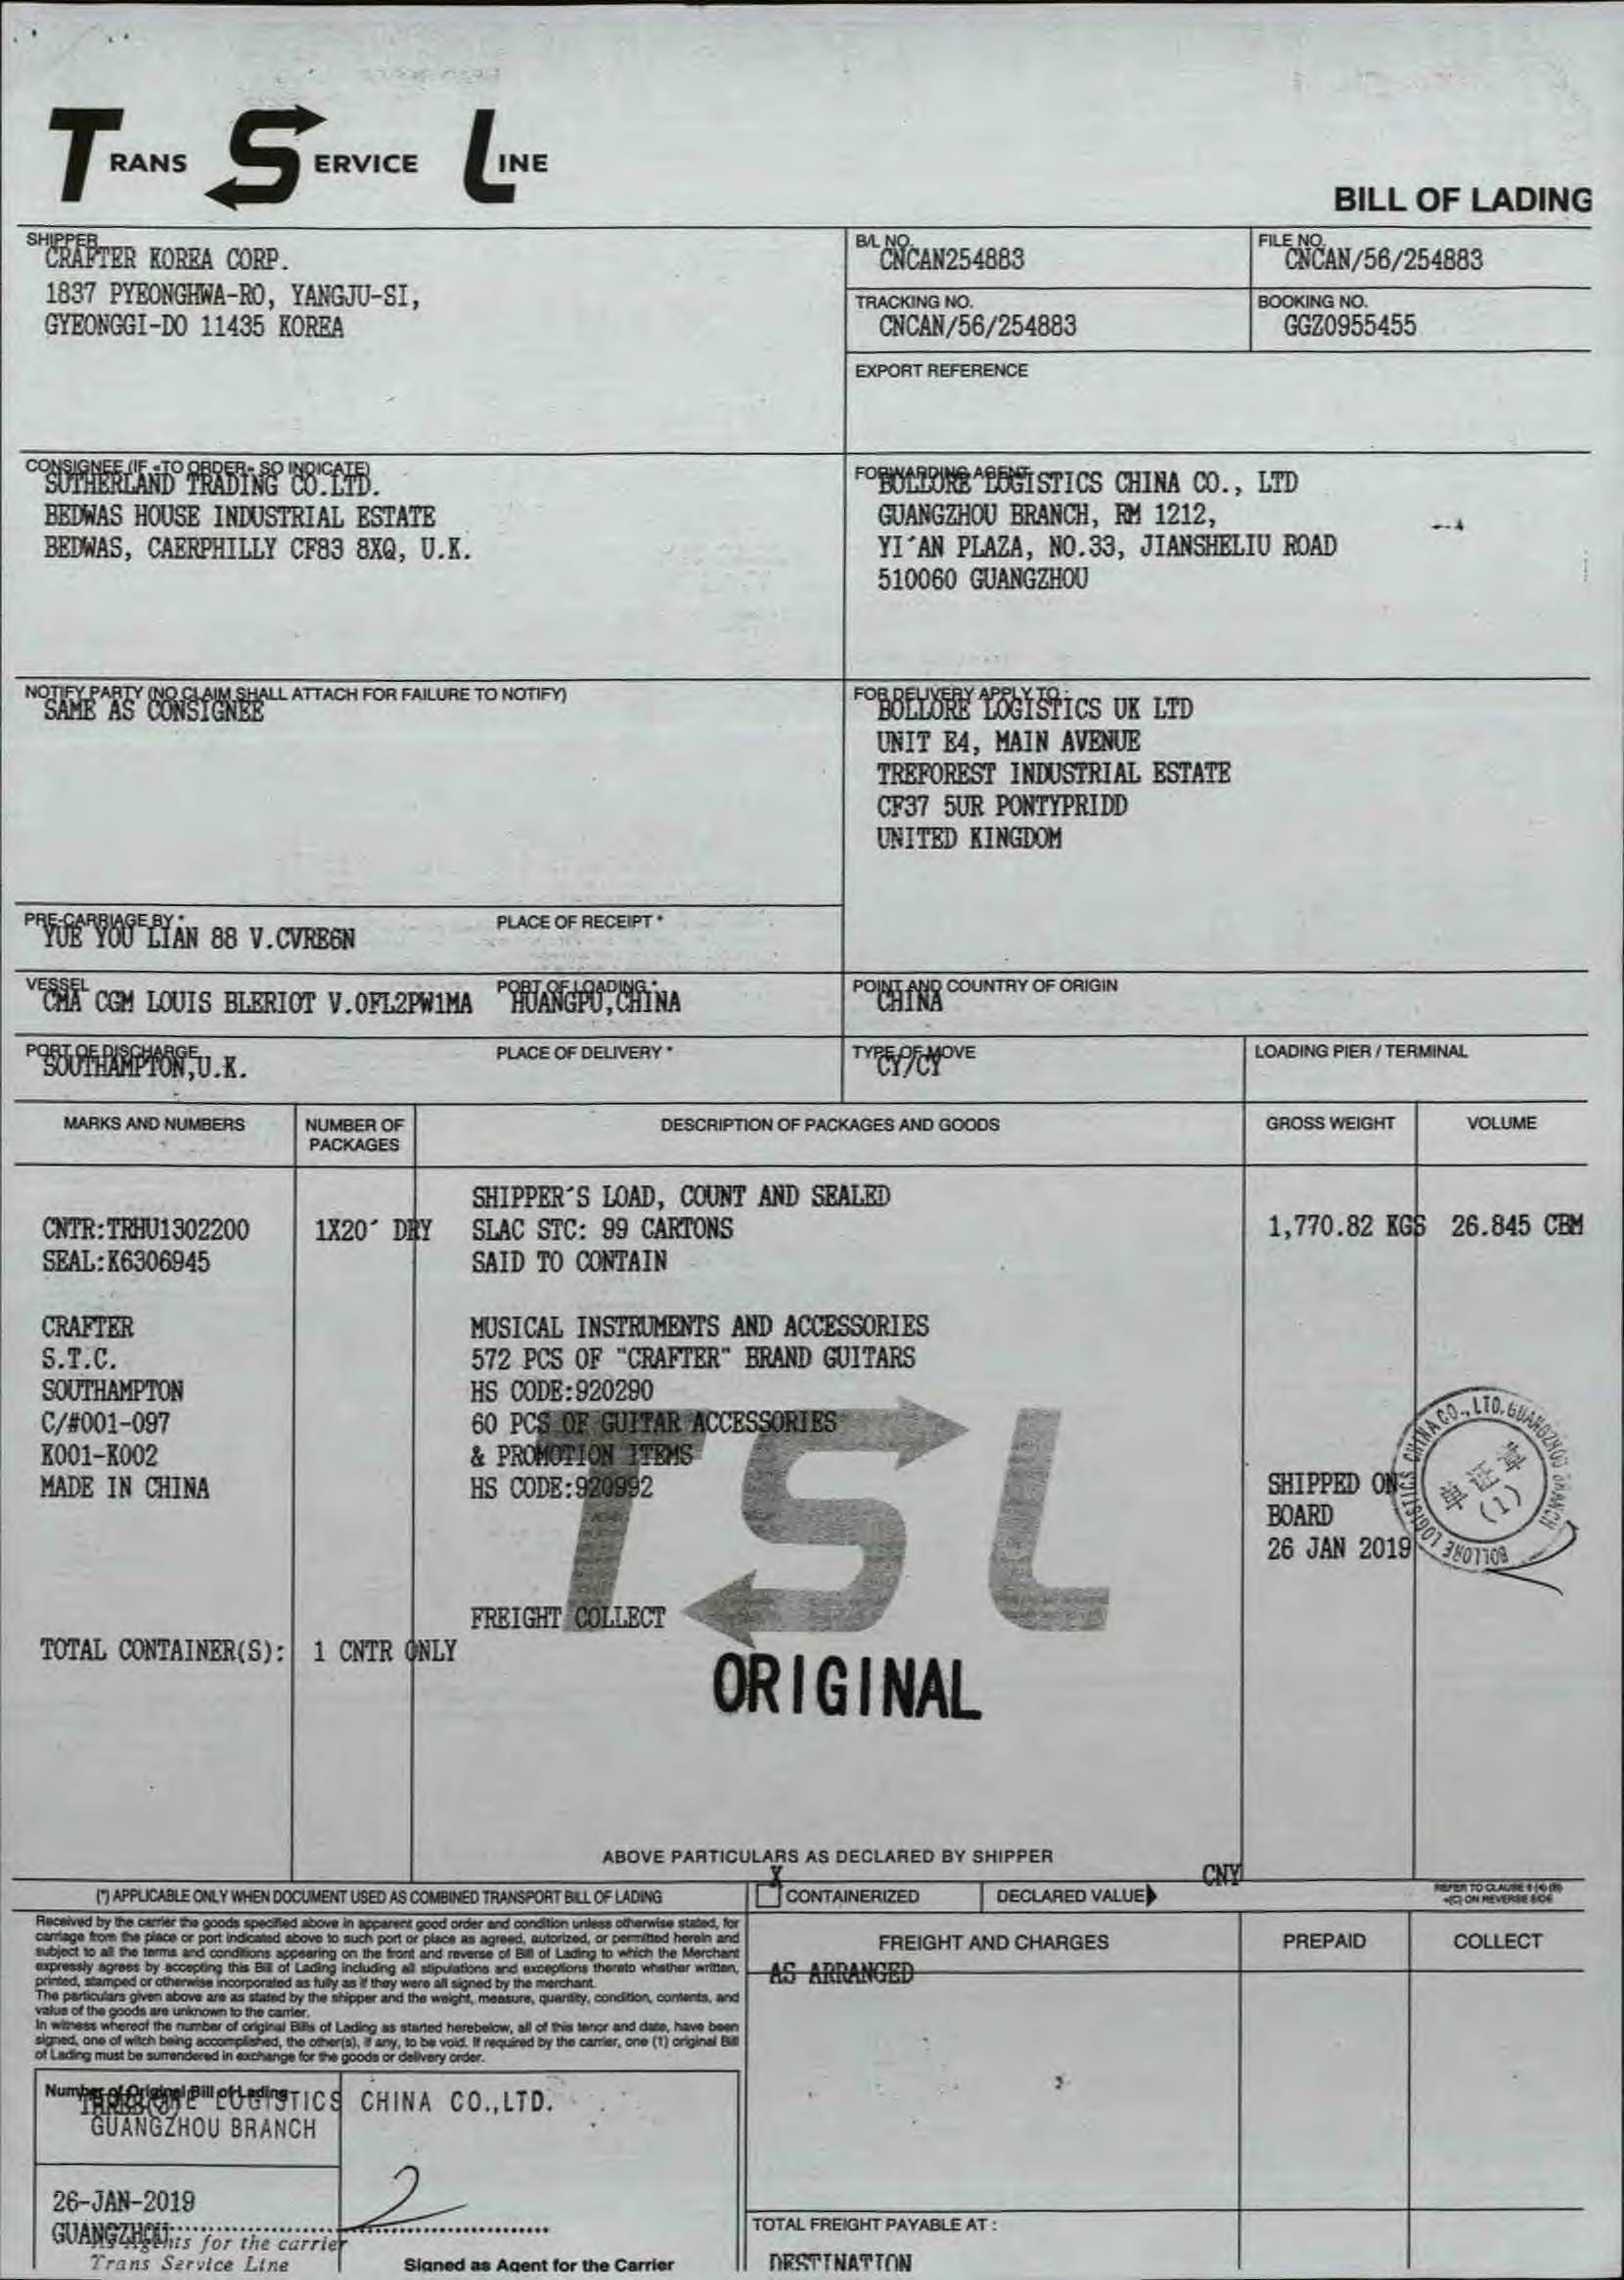 TRANS SERVICE LINE
BILL OF LADING
SHIPPER
CRAFTER KOREA CORP.
1837 PYEONGHWA-RO, YANGJU-SI,
GYEONGGI-DO 11435 KOREA
B/L NO.
CNCAN254883
FILE NO.
CNCAN/56/254883
TRACKING NO.
CNCAN/56/254883
BOOKING NO.
GGZ0955455
EXPORT REFERENCE
CONSIGNEE (IF «TO ORDER» SO INDICATE)
SUTHERLAND TRADING CO.LTD.
BEDWAS HOUSE INDUSTRIAL ESTATE
BEDWAS, CAERPHILLY CF83 8XQ, U.K.
FORWARDING AGENT
BOLLORE LOGISTICS CHINA CO., LTD
GUANGZHOU BRANCH, RM 1212,
YI´AN PLAZA, NO.33, JIANSHELIU ROAD
510060 GUANGZHOU
NOTIFY PARTY (NO CLAIM SHALL ATTACH FOR FAILURE TO NOTIFY)
SAME AS CONSIGNEE
FOR DELIVERY APPLY TO :
BOLLORE LOGISTICS UK LTD
UNIT E4, MAIN AVENUE
TREFOREST INDUSTRIAL ESTATE
CF37 5UR PONTYPRIDD
UNITED KINGDOM
PRE-CARRIAGE BY *
YUE YOU LIAN 88 V.CVRE6N
PLACE OF RECEIPT *
VESSEL
CMA CGM LOUIS BLERIOT V.0FL2PW1MA
PORT OF LOADING *
HUANGPU,CHINA
POINT AND COUNTRY OF ORIGIN
CHINA
PORT OF DISCHARGE
SOUTHAMPTON,U.K.
PLACE OF DELIVERY *
TYPE OF MOVE
CY/CY
LOADING PIER / TERMINAL
MARKS AND NUMBERS
NUMBER OF
PACKAGES
DESCRIPTION OF PACKAGES AND GOODS
GROSS WEIGHT
VOLUME
SHIPPER´S LOAD, COUNT AND SEALED
CNTR:TRHU1302200 1X20´ DRY SLAC STC: 99 CARTONS 1,770.82 KGS 26.845 CBM
SEAL:K6306945 SAID TO CONTAIN
CRAFTER MUSICAL INSTRUMENTS AND ACCESSORIES
S.T.C. 572 PCS OF "CRAFTER" BRAND GUITARS
SOUTHAMPTON HS CODE:920290
C/#001-097 60 PCS OF GUITAR ACCESSORIES
K001-K002 & PROMOTION ITEMS
MADE IN CHINA HS CODE:920992
TSL
SHIPPED ON
BOARD
26 JAN 2019
BOLLORE LOGISTICS CHINA CO., LTD. GUANGZHOU BRANCH
单证章
(1)
FREIGHT COLLECT
TOTAL CONTAINER(S): 1 CNTR ONLY
ORIGINAL
ABOVE PARTICULARS AS DECLARED BY SHIPPER
(*) APPLICABLE ONLY WHEN DOCUMENT USED AS COMBINED TRANSPORT BILL OF LADING
X
CONTAINERIZED
DECLARED VALUE
CNY
REFER TO CLAUSE 6 (4) (B)
+(C) ON REVERSE SIDE
Received by the carrier the goods specified above in apparent good order and condition unless otherwise stated, for
carriage from the place or port indicated above to such port or place as agreed, autorized, or permitted herein and
subject to all the terms and conditions appearing on the front and reverse of Bill of Lading to which the Merchant
expressly agrees by accepting this Bill of Lading including all stipulations and exceptions thereto whether written,
printed, stamped or otherwise incorporated as fully as if they were all signed by the merchant.
The particulars given above are as stated by the shipper and the weight, measure, quantity, condition, contents, and
value of the goods are unknown to the carrier.
In witness whereof the number of original Bills of Lading as started herebelow, all of this tenor and date, have been
signed, one of witch being accomplished, the other(s), if any, to be void. If required by the carrier, one (1) original Bill
of Lading must be surrendered in exchange for the goods or delivery order.
FREIGHT AND CHARGES
PREPAID
COLLECT
AS ARRANGED
Number of Original Bill of Lading
THREE(3)
LOGISTICS CHINA CO.,LTD.
GUANGZHOU BRANCH
26-JAN-2019
GUANGZHOU
As Agents for the carrier
Trans Service Line
Signed as Agent for the Carrier
TOTAL FREIGHT PAYABLE AT :
DESTINATION